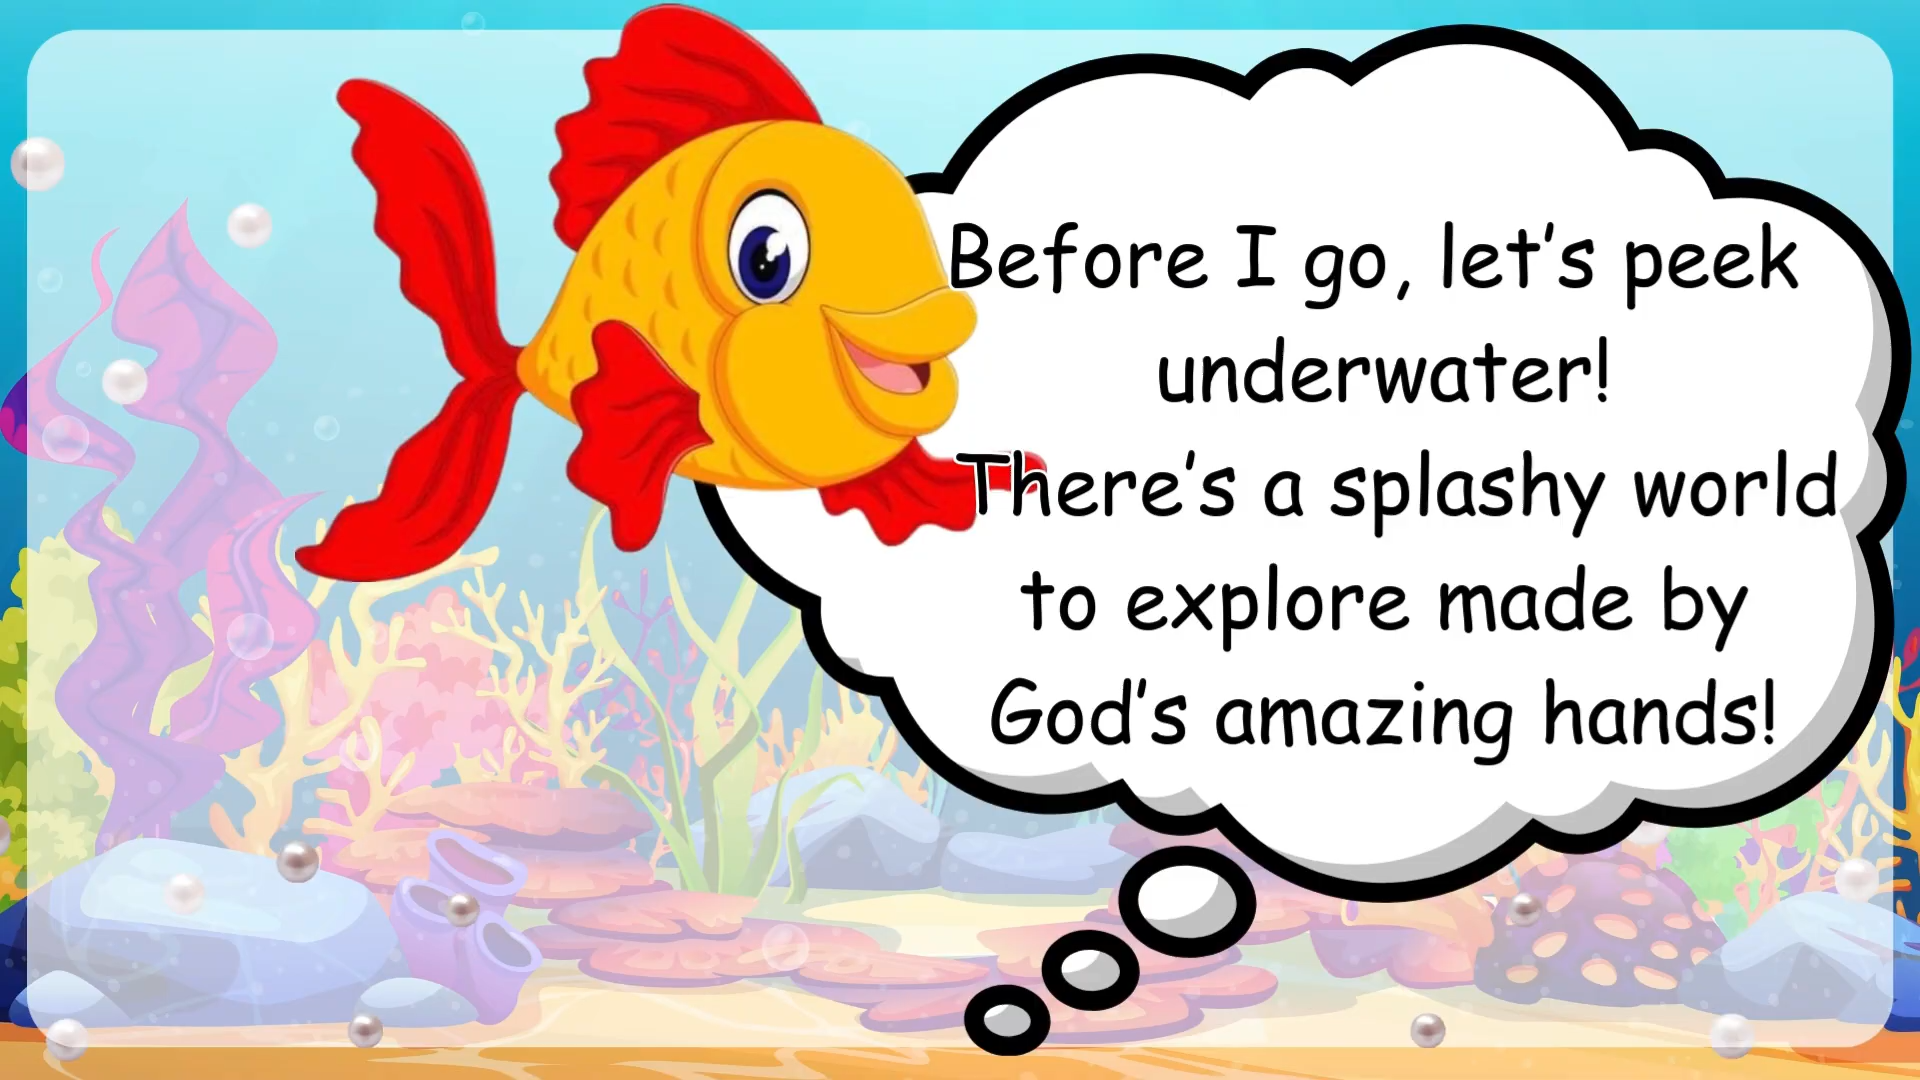 Before I go, let’s peek
underwater!
There’s a splashy world
to explore made by
God’s amazing hands!